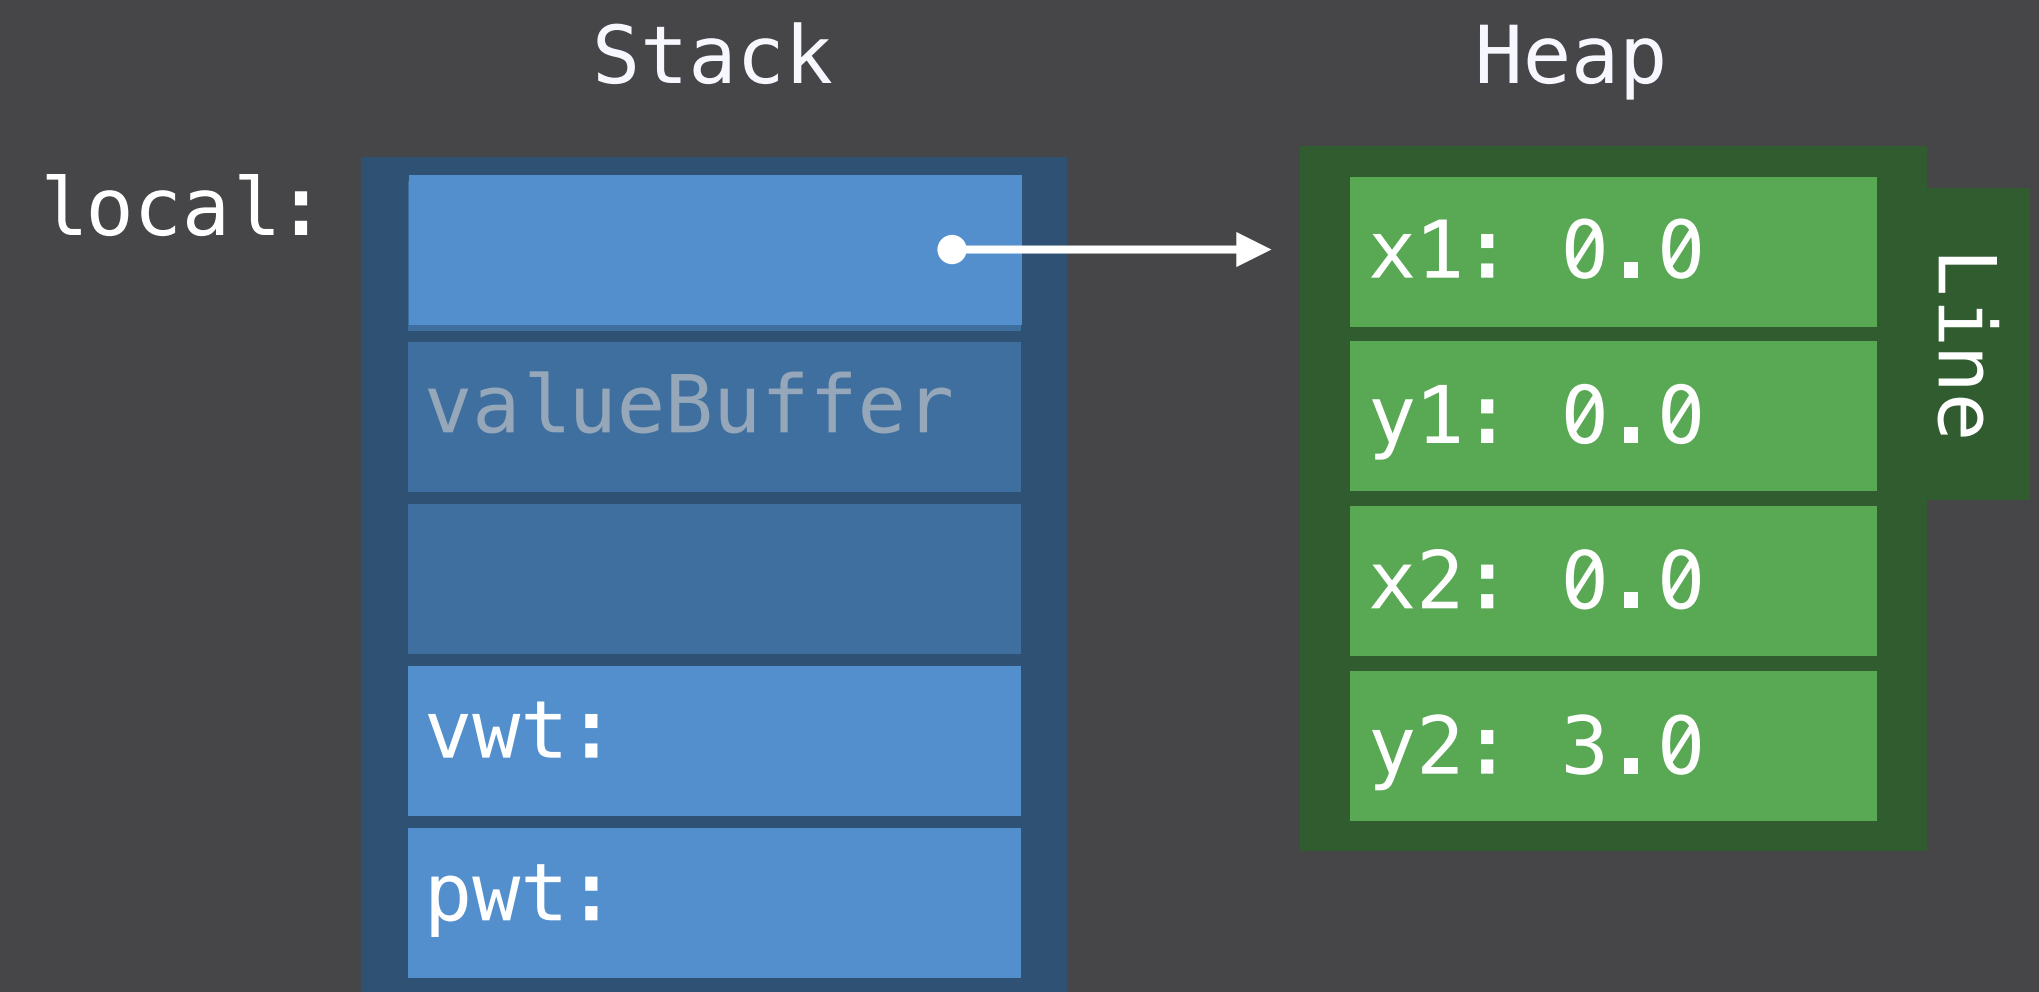 Stack
Heap
local:
valueBuffer
vwt:
pwt:
x1: 0.0
y1: 0.0
x2: 0.0
y2: 3.0
Line